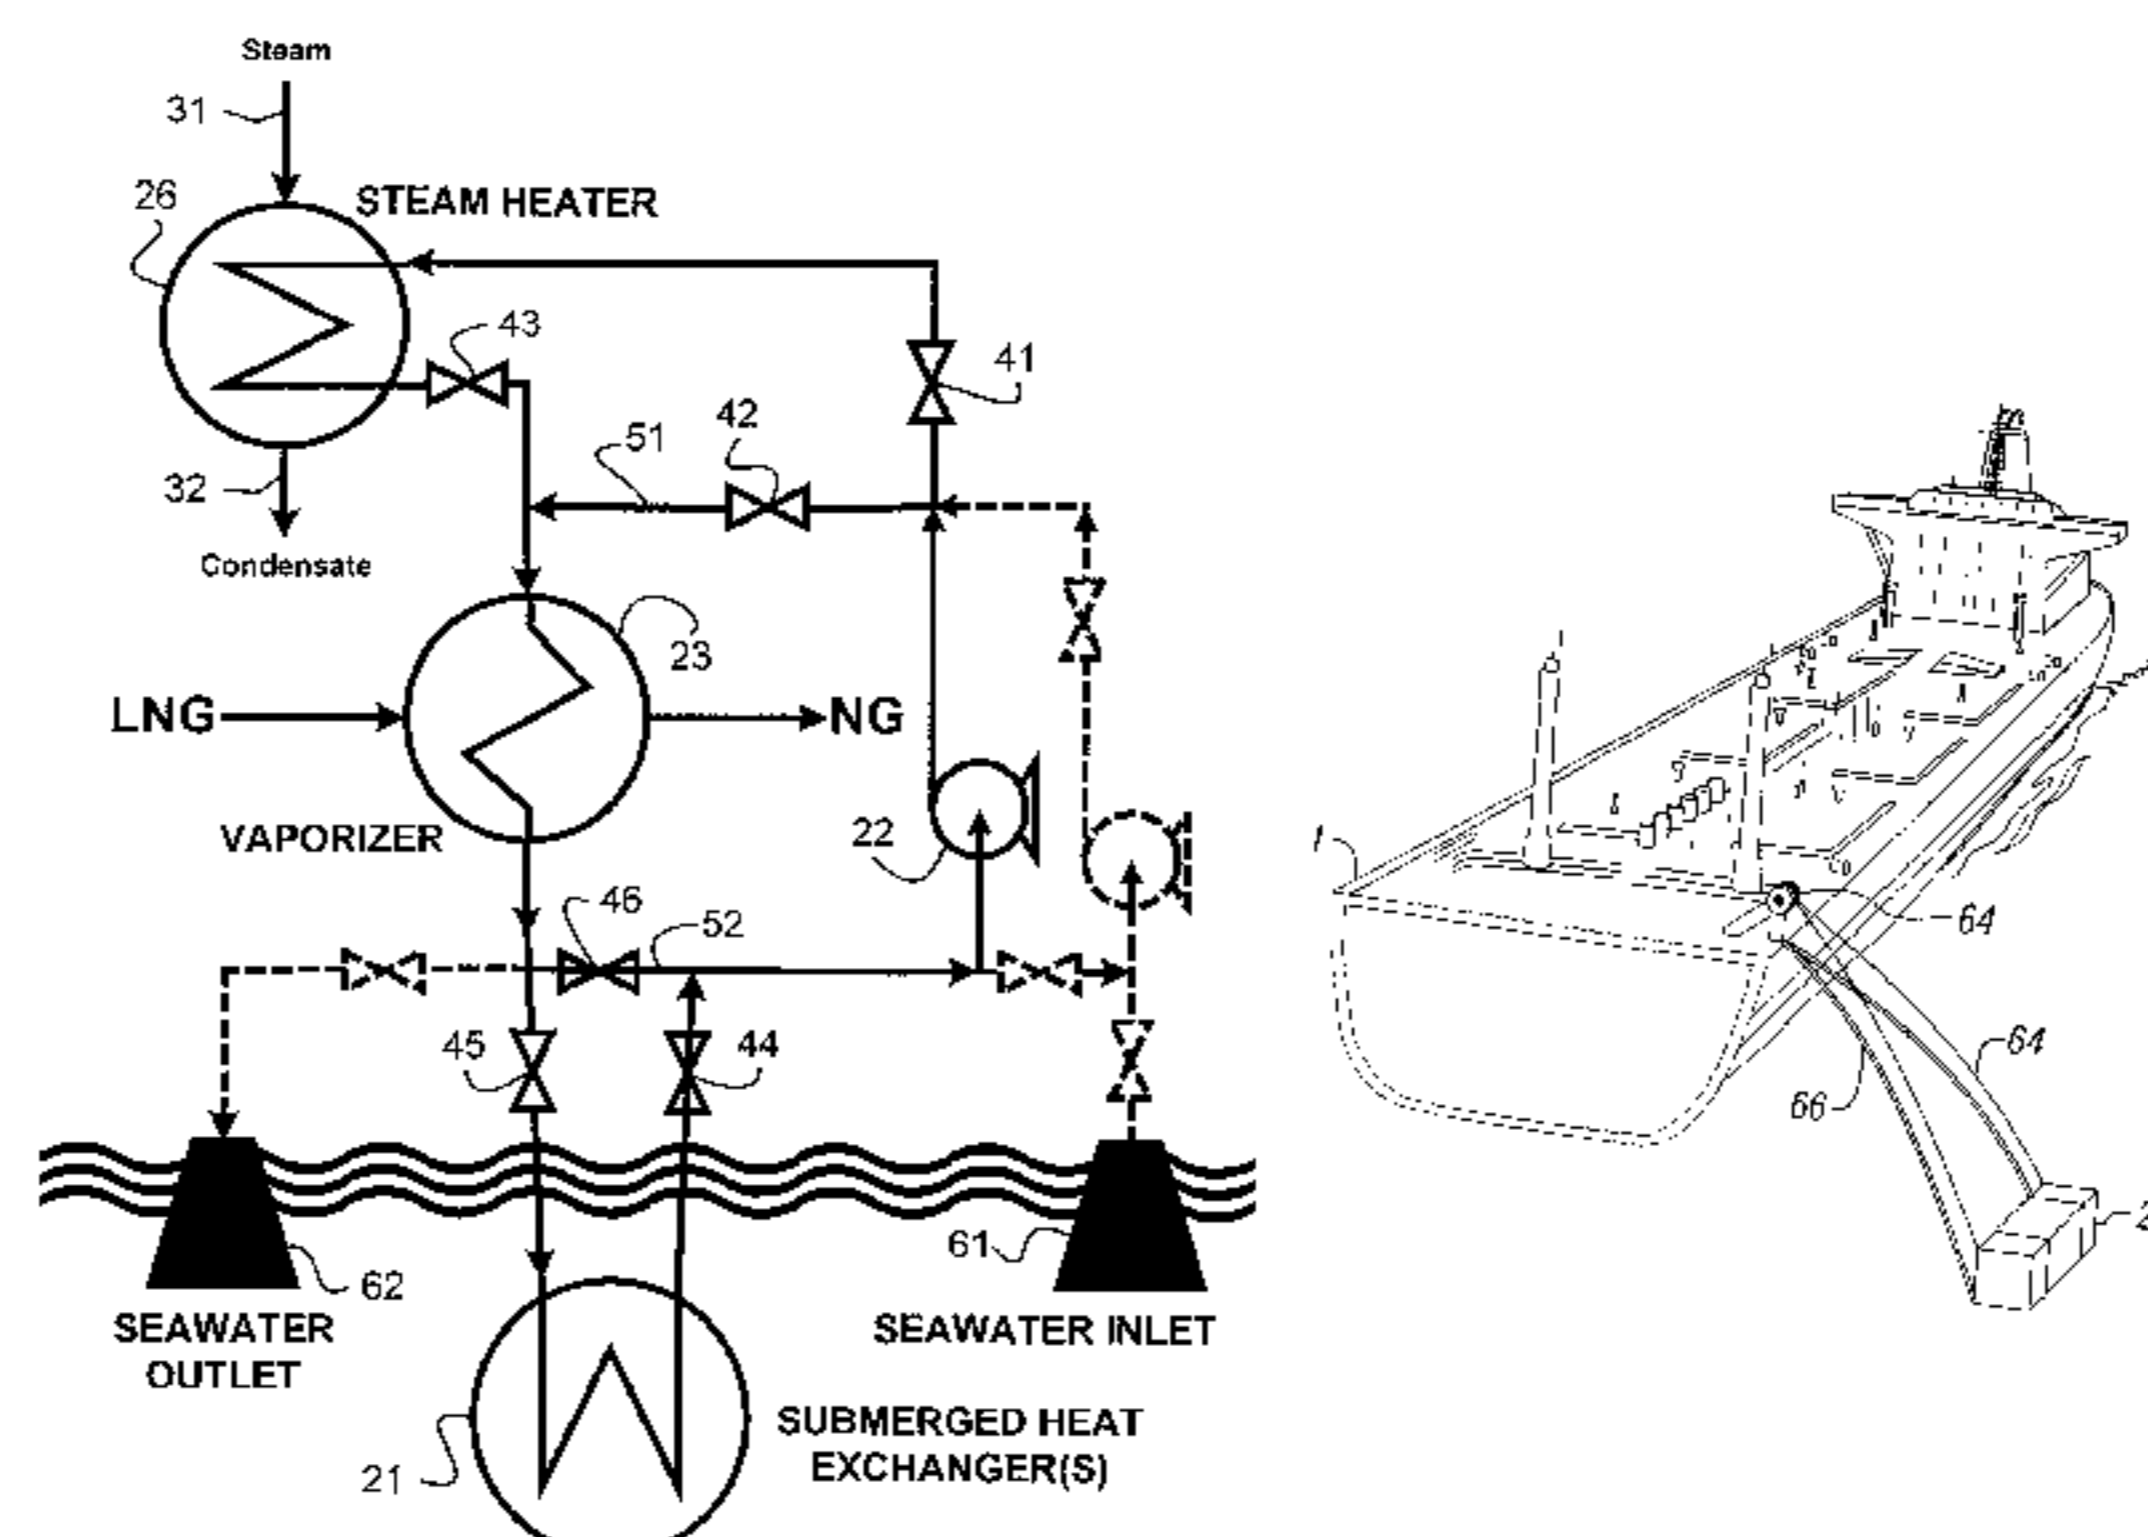 Steam
31
26
STEAM HEATER
43
41
42
51
32
Condensate
23
LNG
NG
VAPORIZER
22
46
52
45
44
1
64
64
66
61
62
SEAWATER
OUTLET
SEAWATER INLET
21
SUBMERGED HEAT
EXCHANGER(S)